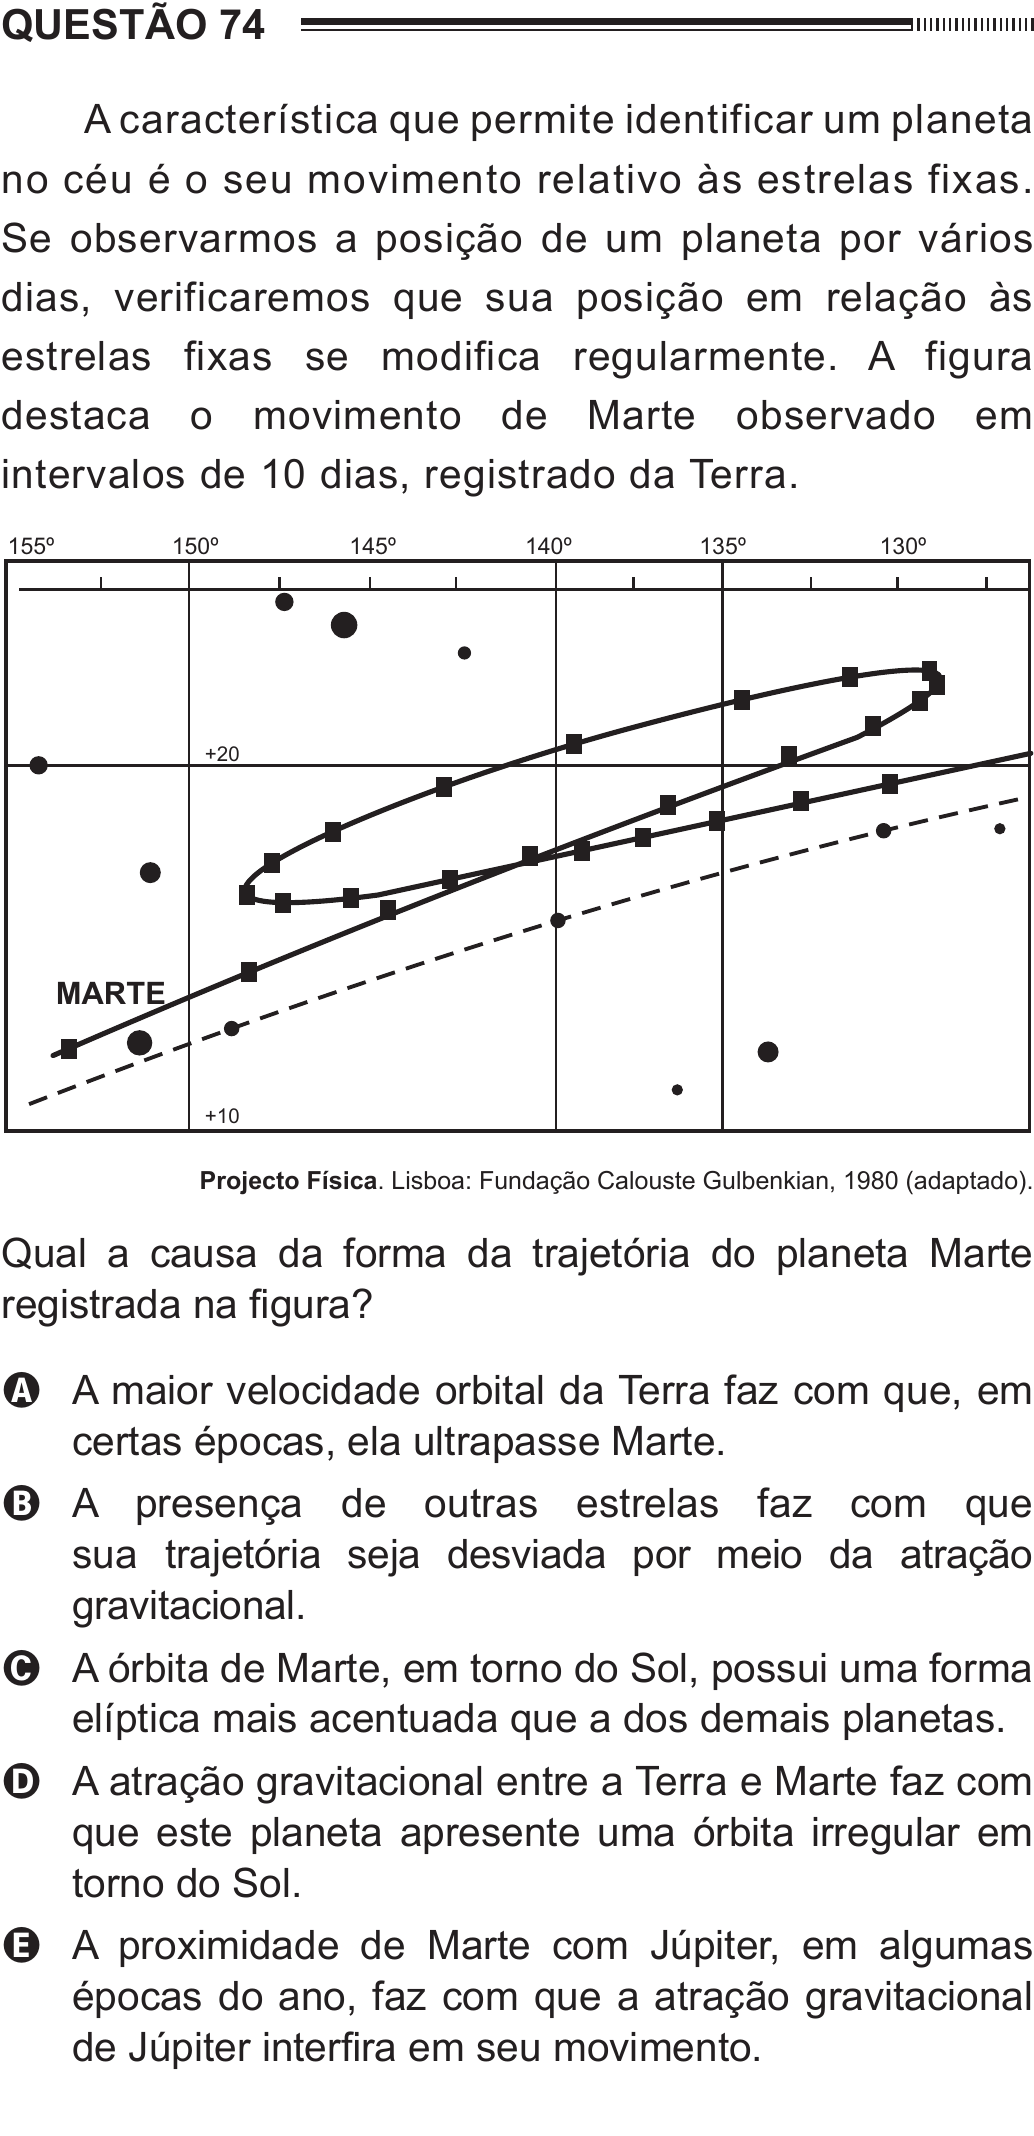 QUESTÃO 74
A característica que permite identificar um planeta
no céu é o seu movimento relativo às estrelas fixas.
Se observarmos a posição de um planeta por vários
dias, verificaremos que sua posição em relação às
estrelas fixas se modifica regularmente. A figura
destaca o movimento de Marte observado em
intervalos de 10 dias, registrado da Terra.
155º 150º 145º 140º 135º 130º
+20
MARTE
+10
Projecto Física. Lisboa: Fundação Calouste Gulbenkian, 1980 (adaptado).
Qual a causa da forma da trajetória do planeta Marte
registrada na figura?
A A maior velocidade orbital da Terra faz com que, em
certas épocas, ela ultrapasse Marte.
B A presença de outras estrelas faz com que
sua trajetória seja desviada por meio da atração
gravitacional.
C A órbita de Marte, em torno do Sol, possui uma forma
elíptica mais acentuada que a dos demais planetas.
D A atração gravitacional entre a Terra e Marte faz com
que este planeta apresente uma órbita irregular em
torno do Sol.
E A proximidade de Marte com Júpiter, em algumas
épocas do ano, faz com que a atração gravitacional
de Júpiter interfira em seu movimento.